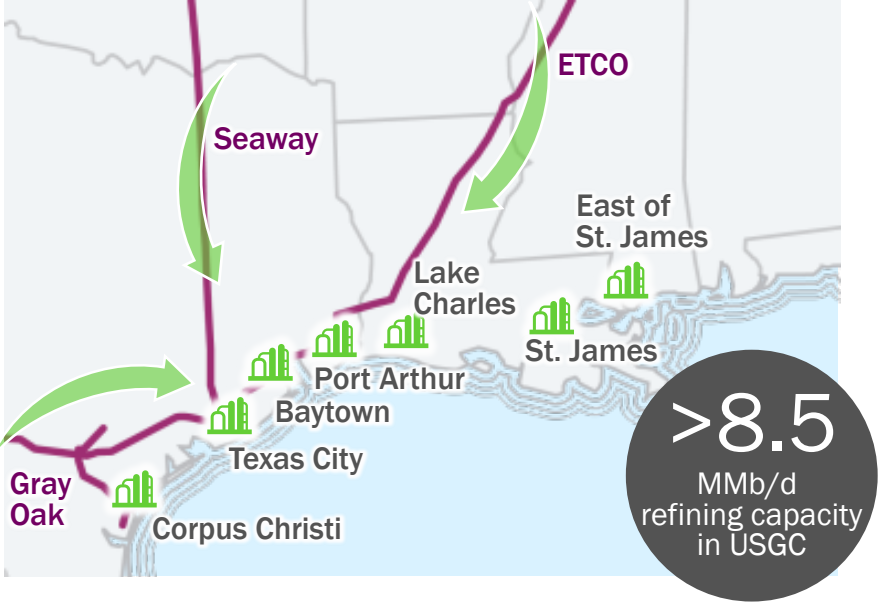 ETCO
Seaway
East of
St. James
Lake
Charles
St. James
Port Arthur
Baytown
Texas City
Gray
Oak
Corpus Christi
>8.5
MMb/d
refining capacity
in USGC